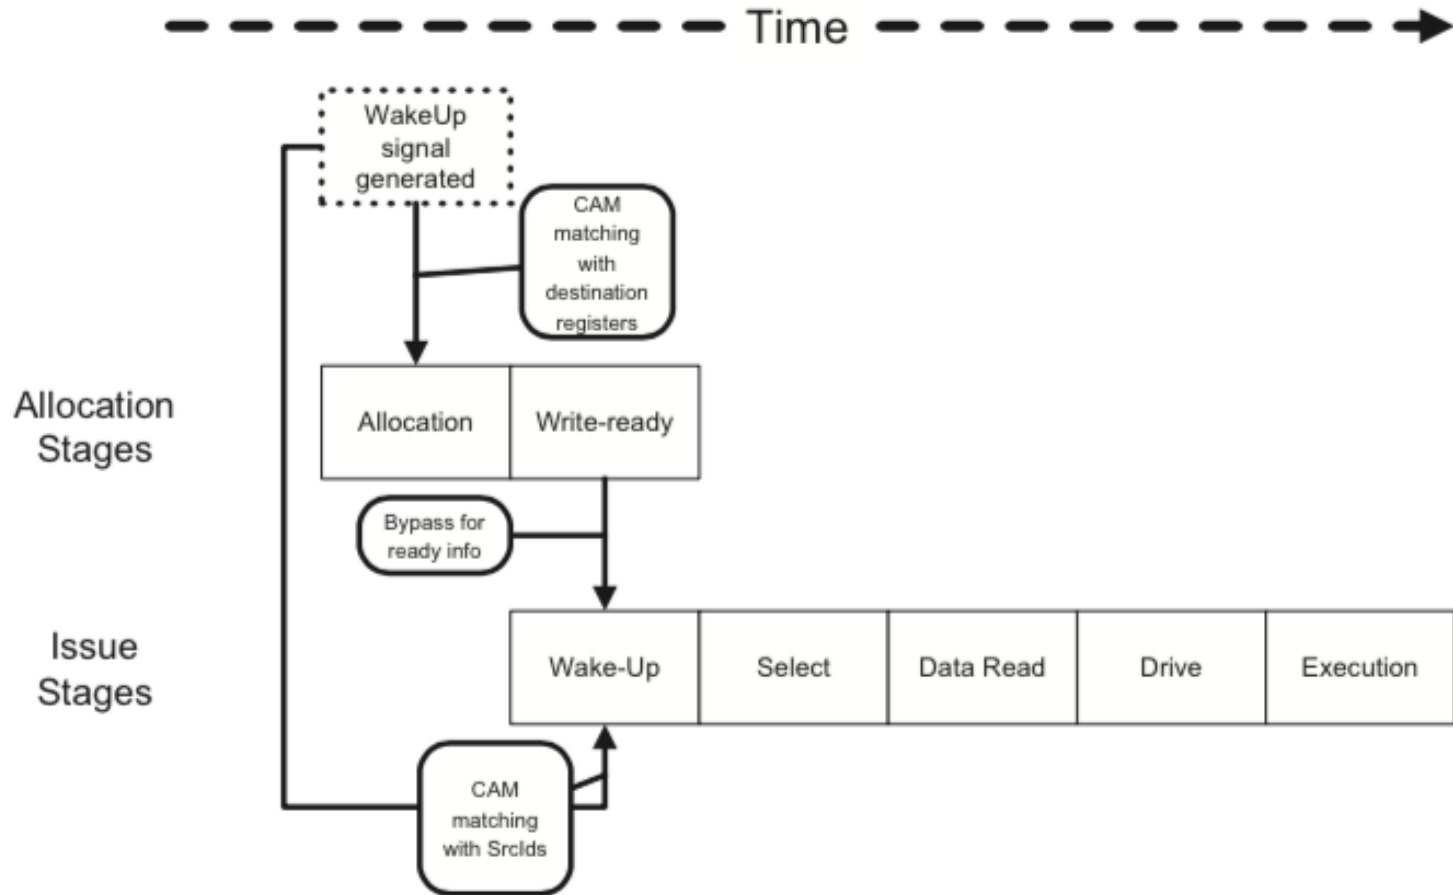 Time
WakeUp
signal
generated
CAM
matching
with
destination
registers
Allocation
Stages
Allocation
Write-ready
Bypass for
ready info
Issue
Stages
Wake-Up
Select
Data Read
Drive
Execution
CAM
matching
with SrcIds